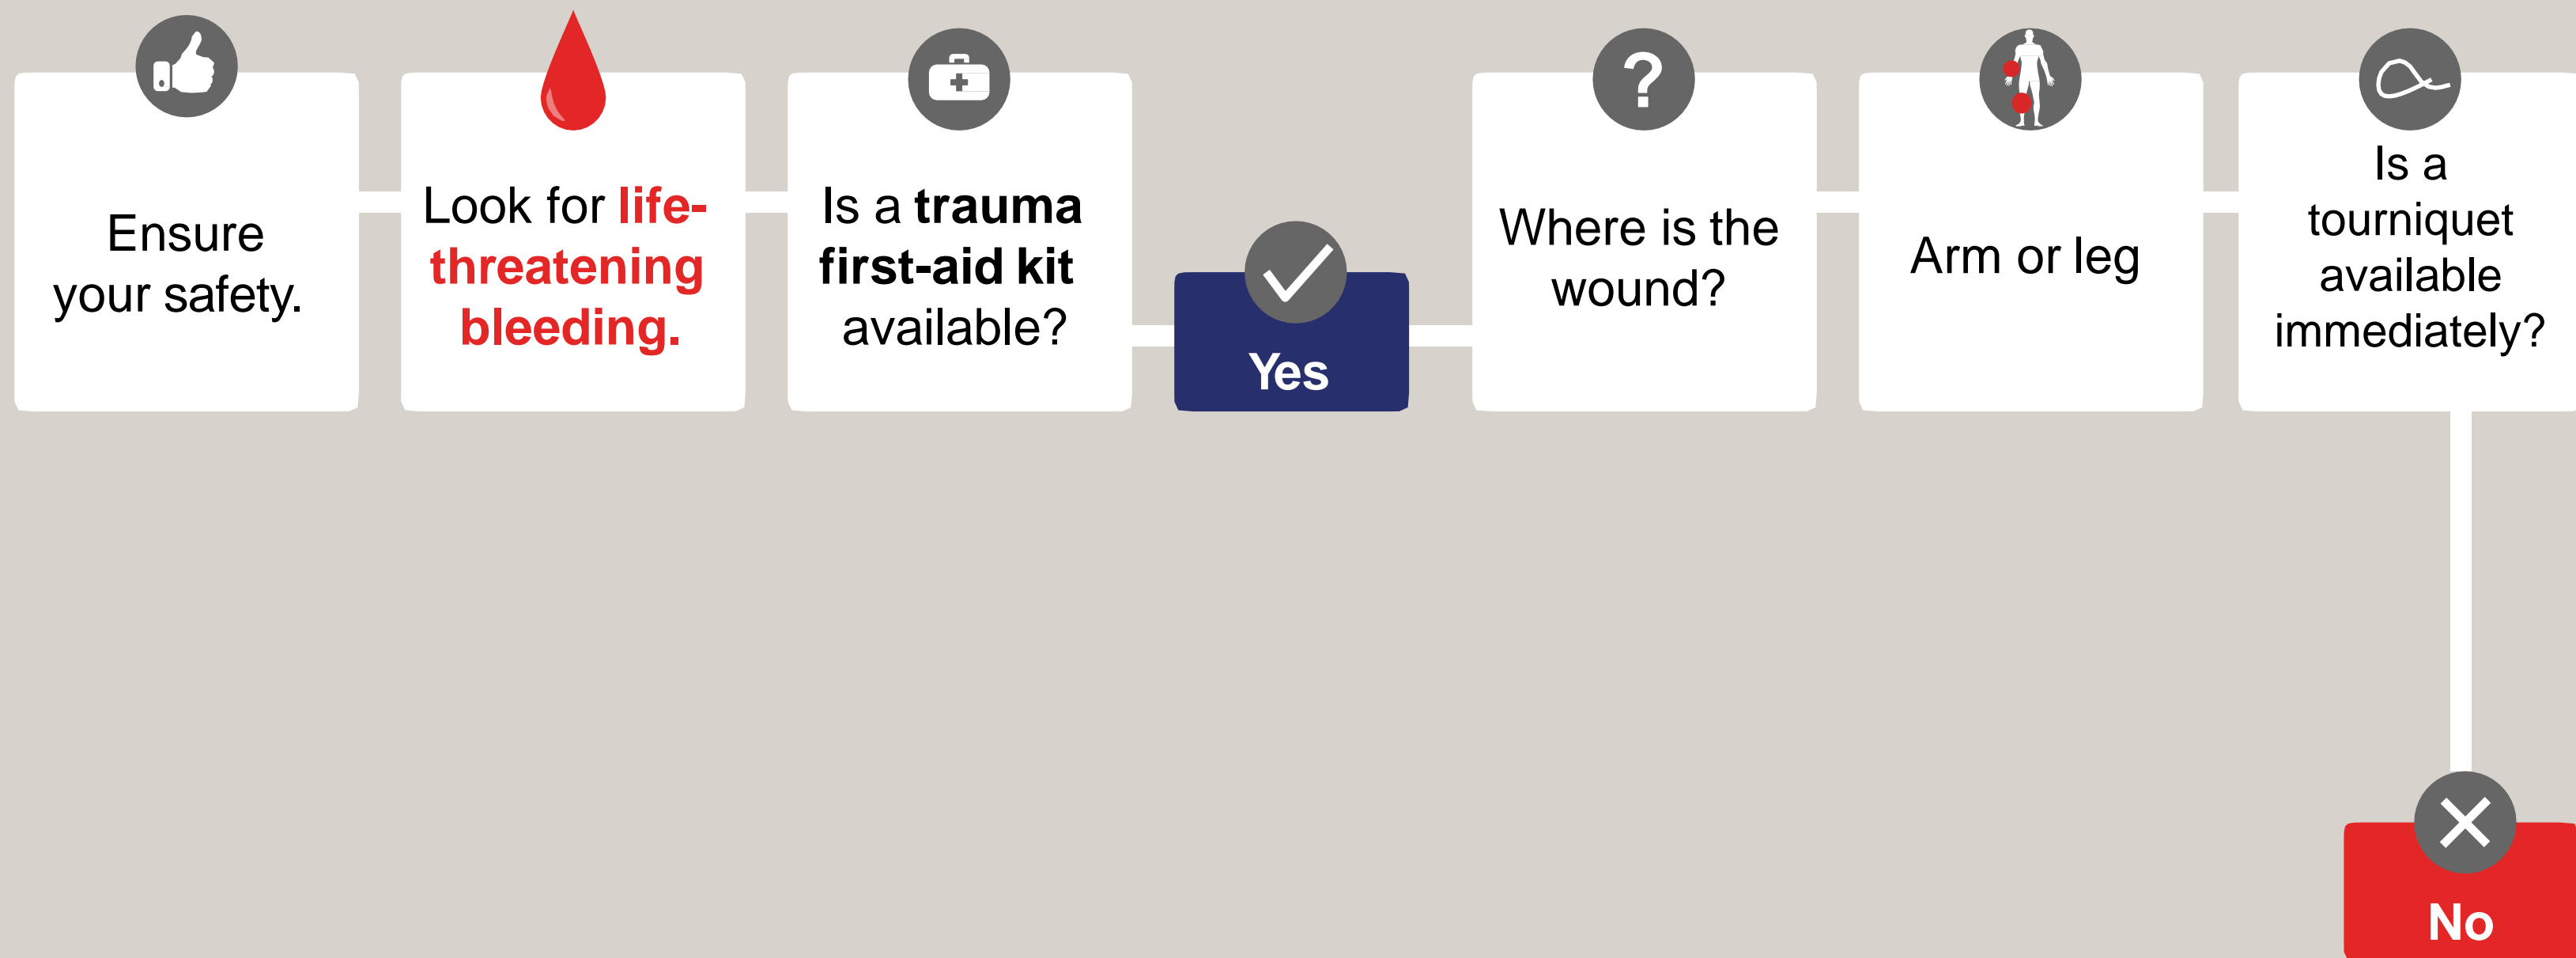 Ensure
your safety.
Look for life-
threatening
bleeding.
Is a trauma
first-aid kit
available?
Yes
?
Where is the
wound?
Arm or leg
Is a
tourniquet
available
immediately?
No